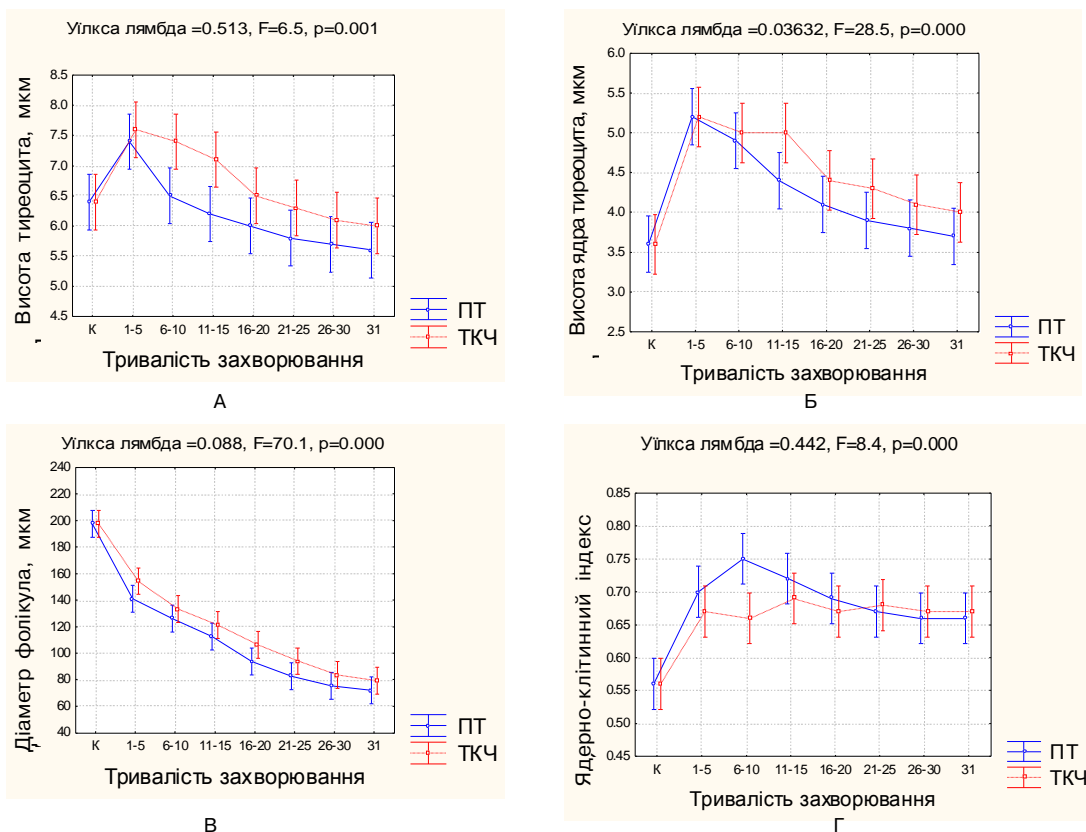 Уїлкса лямбда =0.513, F=6.5, p=0.001
Висота тиреоцита, мкм
8.5
8.0
7.5
7.0
6.5
6.0
5.5
5.0
4.5
К 1-5 6-10 11-15 16-20 21-25 26-30 31
Тривалість захворювання
ПТ
ТКЧ
А
Уїлкса лямбда =0.03632, F=28.5, p=0.000
Висота ядра тиреоцита, мкм
6.0
5.5
5.0
4.5
4.0
3.5
3.0
2.5
К 1-5 6-10 11-15 16-20 21-25 26-30 31
Тривалість захворювання
ПТ
ТКЧ
Б
Уїлкса лямбда =0.088, F=70.1, p=0.000
Діаметр фолікула, мкм
240
220
200
180
160
140
120
100
80
60
40
К 1-5 6-10 11-15 16-20 21-25 26-30 31
Тривалість захворювання
ПТ
ТКЧ
В
Уїлкса лямбда =0.442, F=8.4, p=0.000
Ядерно-клітинний індекс
0.85
0.80
0.75
0.70
0.65
0.60
0.55
0.50
0.45
К 1-5 6-10 11-15 16-20 21-25 26-30 31
Тривалість захворювання
ПТ
ТКЧ
Г